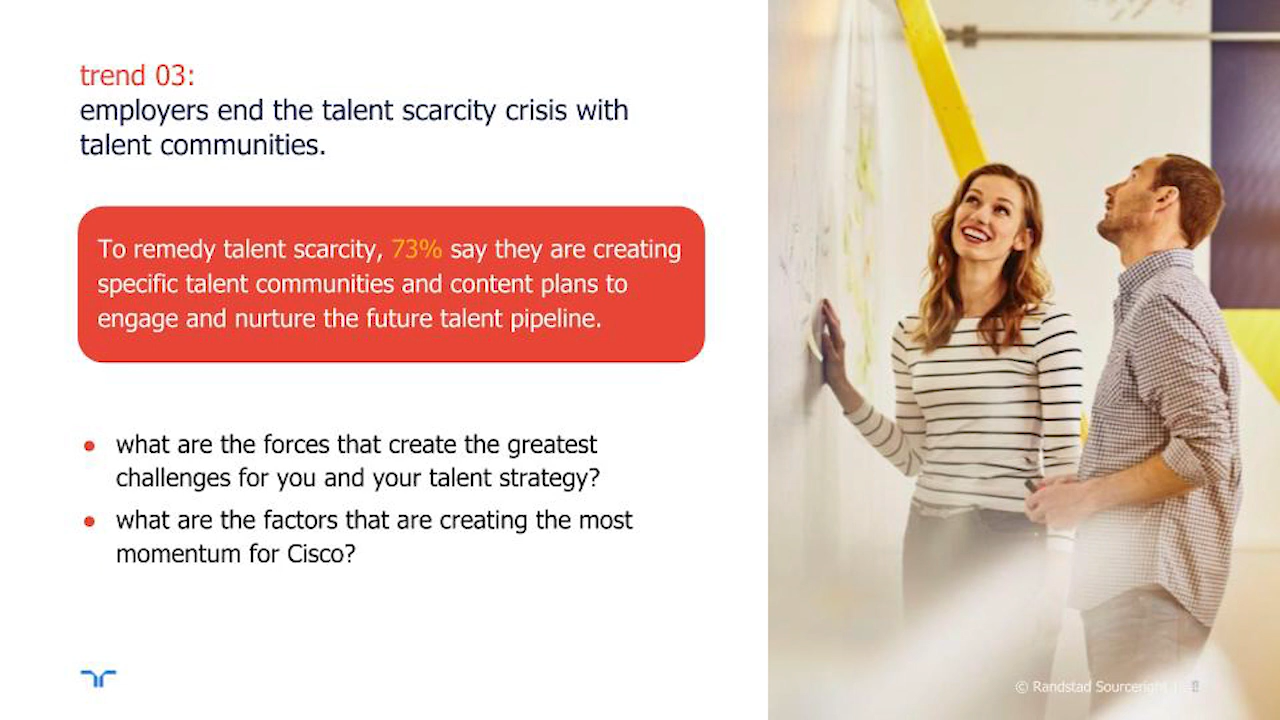 trend 03:
employers end the talent scarcity crisis with
talent communities.
To remedy talent scarcity, 73% say they are creating
specific talent communities and content plans to
engage and nurture the future talent pipeline.
• what are the forces that create the greatest
challenges for you and your talent strategy?
• what are the factors that are creating the most
momentum for Cisco?
© Randstad Sourceright |